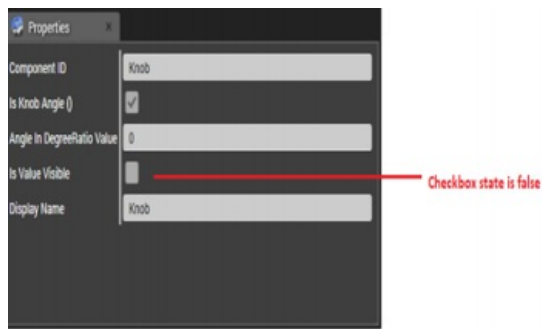 Properties ×
Component ID Knob
Is Knob Angle ()
Angle In DegreeRatio Value 0
Is Value Visible
Checkbox state is false
Display Name Knob